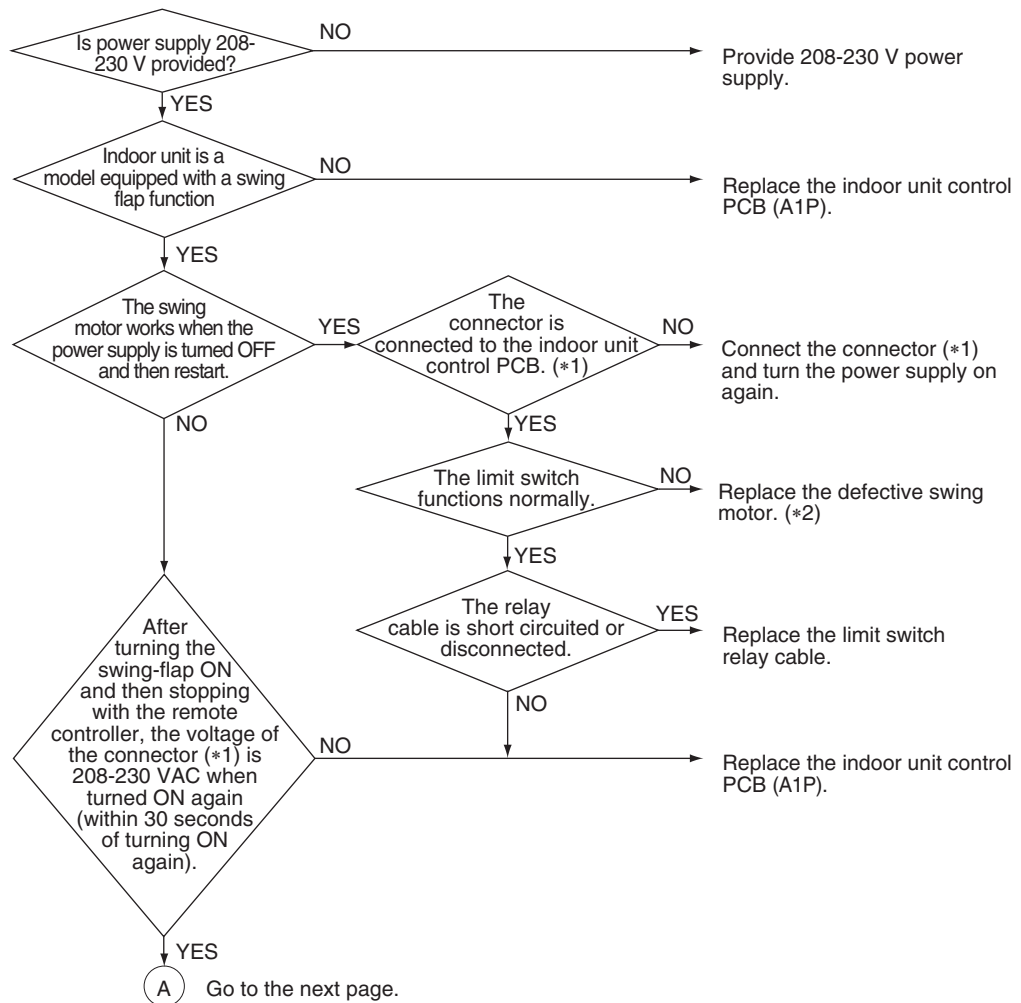 Is power supply 208-
230 V provided?
NO
Provide 208-230 V power
supply.
YES
Indoor unit is a
model equipped with a swing
flap function
NO
Replace the indoor unit control
PCB (A1P).
YES
The swing
motor works when the
power supply is turned OFF
and then restart.
YES
The
connector is
connected to the indoor unit
control PCB. (*1)
NO
Connect the connector (*1)
and turn the power supply on
again.
NO
YES
The limit switch
functions normally.
NO
Replace the defective swing
motor. (*2)
YES
The relay
cable is short circuited or
disconnected.
YES
Replace the limit switch
relay cable.
NO
After
turning the
swing-flap ON
and then stopping
with the remote
controller, the voltage of
the connector (*1) is
208-230 VAC when
turned ON again
(within 30 seconds
of turning ON
again).
NO
Replace the indoor unit control
PCB (A1P).
YES
A
Go to the next page.